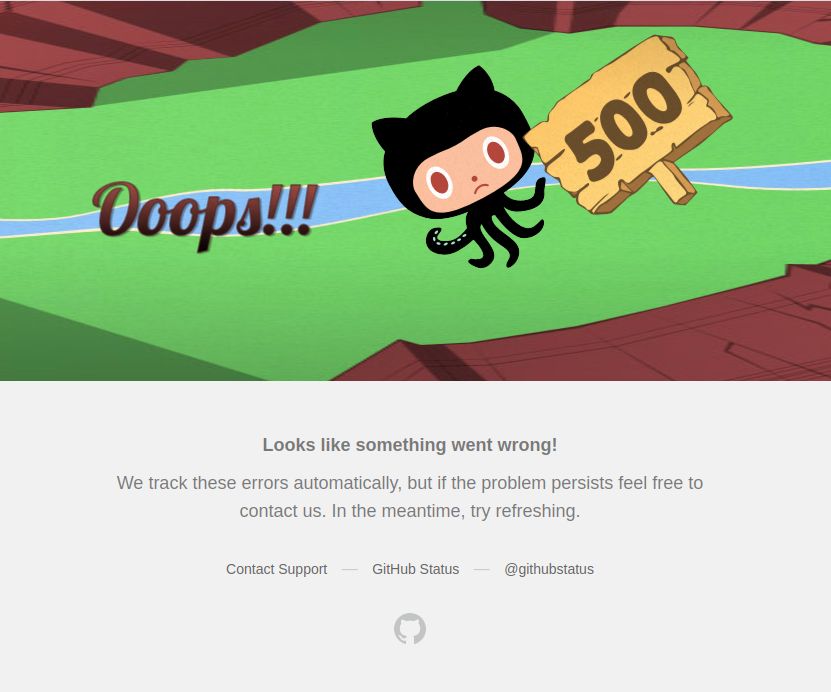 Ooops!!!
500
Looks like something went wrong!
We track these errors automatically, but if the problem persists feel free to
contact us. In the meantime, try refreshing.
Contact Support — GitHub Status — @githubstatus